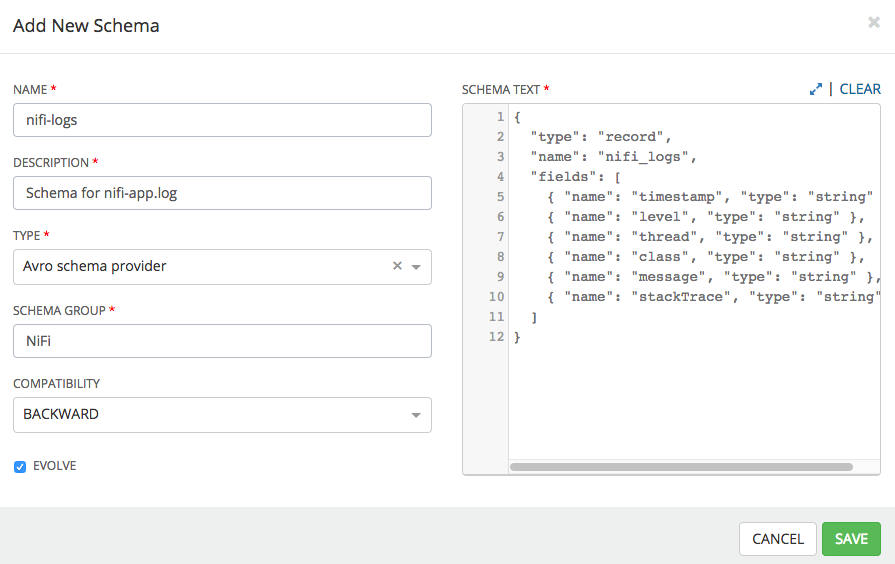 Add New Schema ×
NAME *
nifi-logs
DESCRIPTION *
Schema for nifi-app.log
TYPE *
Avro schema provider ×
SCHEMA GROUP *
NiFi
COMPATIBILITY
BACKWARD
EVOLVE
SCHEMA TEXT * | CLEAR
1 {
2 "type": "record",
3 "name": "nifi_logs",
4 "fields": [
5 { "name": "timestamp", "type": "string"
6 { "name": "level", "type": "string" },
7 { "name": "thread", "type": "string" },
8 { "name": "class", "type": "string" },
9 { "name": "message", "type": "string" },
10 { "name": "stackTrace", "type": "string"
11 ]
12 }
CANCEL SAVE